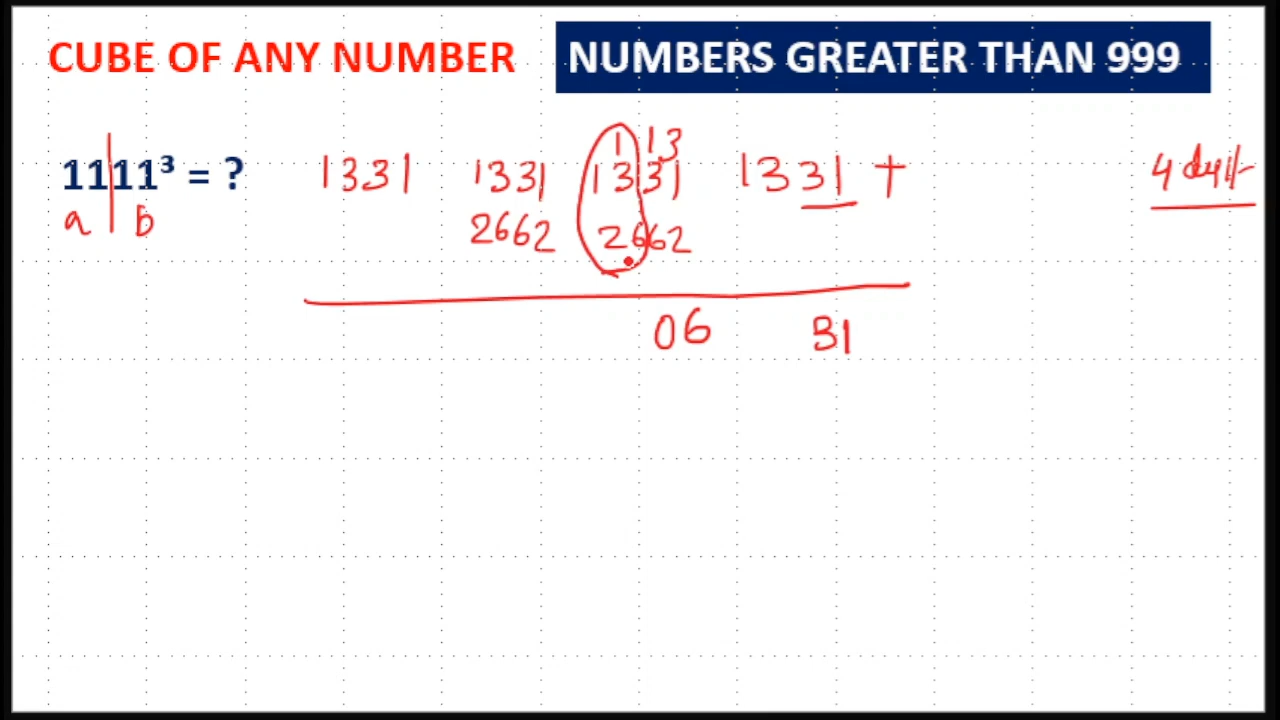 CUBE OF ANY NUMBER NUMBERS GREATER THAN 999
1 13
1111³ = ? 1331 1331 1331 1331 +
a b 2662 2662
06 31
4